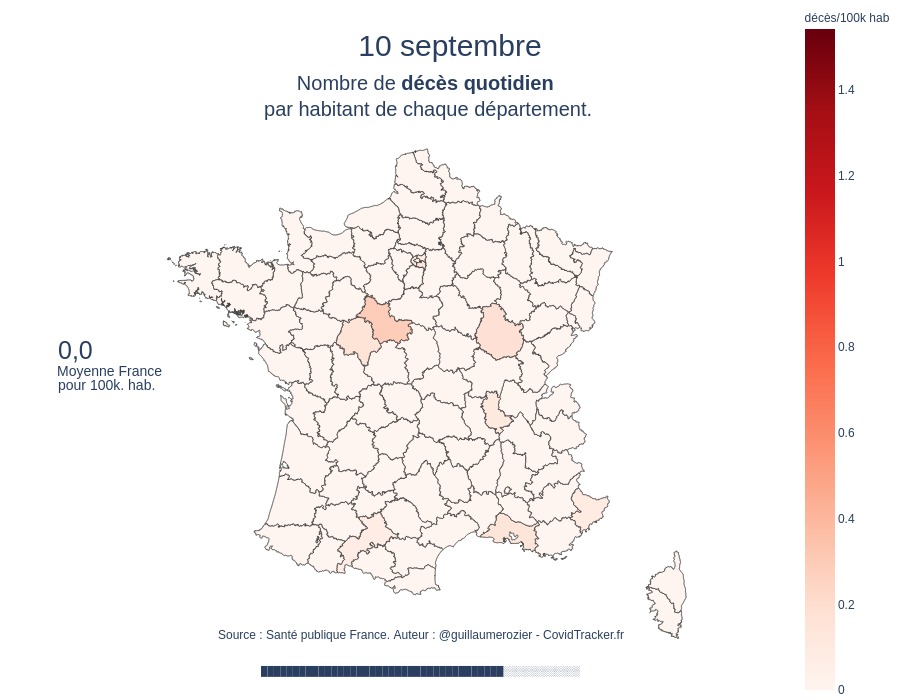 décès/100k hab
10 septembre
Nombre de décès quotidien
par habitant de chaque département.
1.4
1.2
1
0.8
0.6
0.4
0.2
0
0,0
Moyenne France
pour 100k. hab.
Source : Santé publique France. Auteur : @guillaumerozier - CovidTracker.fr